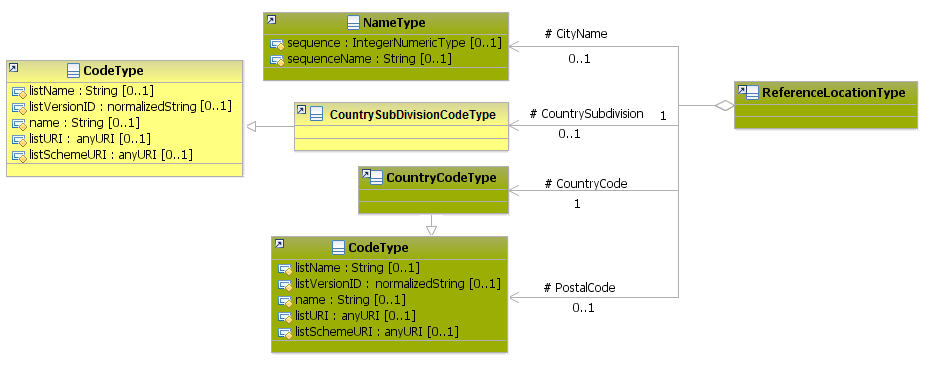 NameType
sequence : IntegerNumericType [0..1]
sequenceName : String [0..1]
# CityName
0..1
CodeType
listName : String [0..1]
listVersionID : normalizedString [0..1]
name : String [0..1]
listURI : anyURI [0..1]
listSchemeURI : anyURI [0..1]
CountrySubDivisionCodeType
# CountrySubdivision
0..1
1
ReferenceLocationType
CountryCodeType
# CountryCode
1
CodeType
listName : String [0..1]
listVersionID : normalizedString [0..1]
name : String [0..1]
listURI : anyURI [0..1]
listSchemeURI : anyURI [0..1]
# PostalCode
0..1